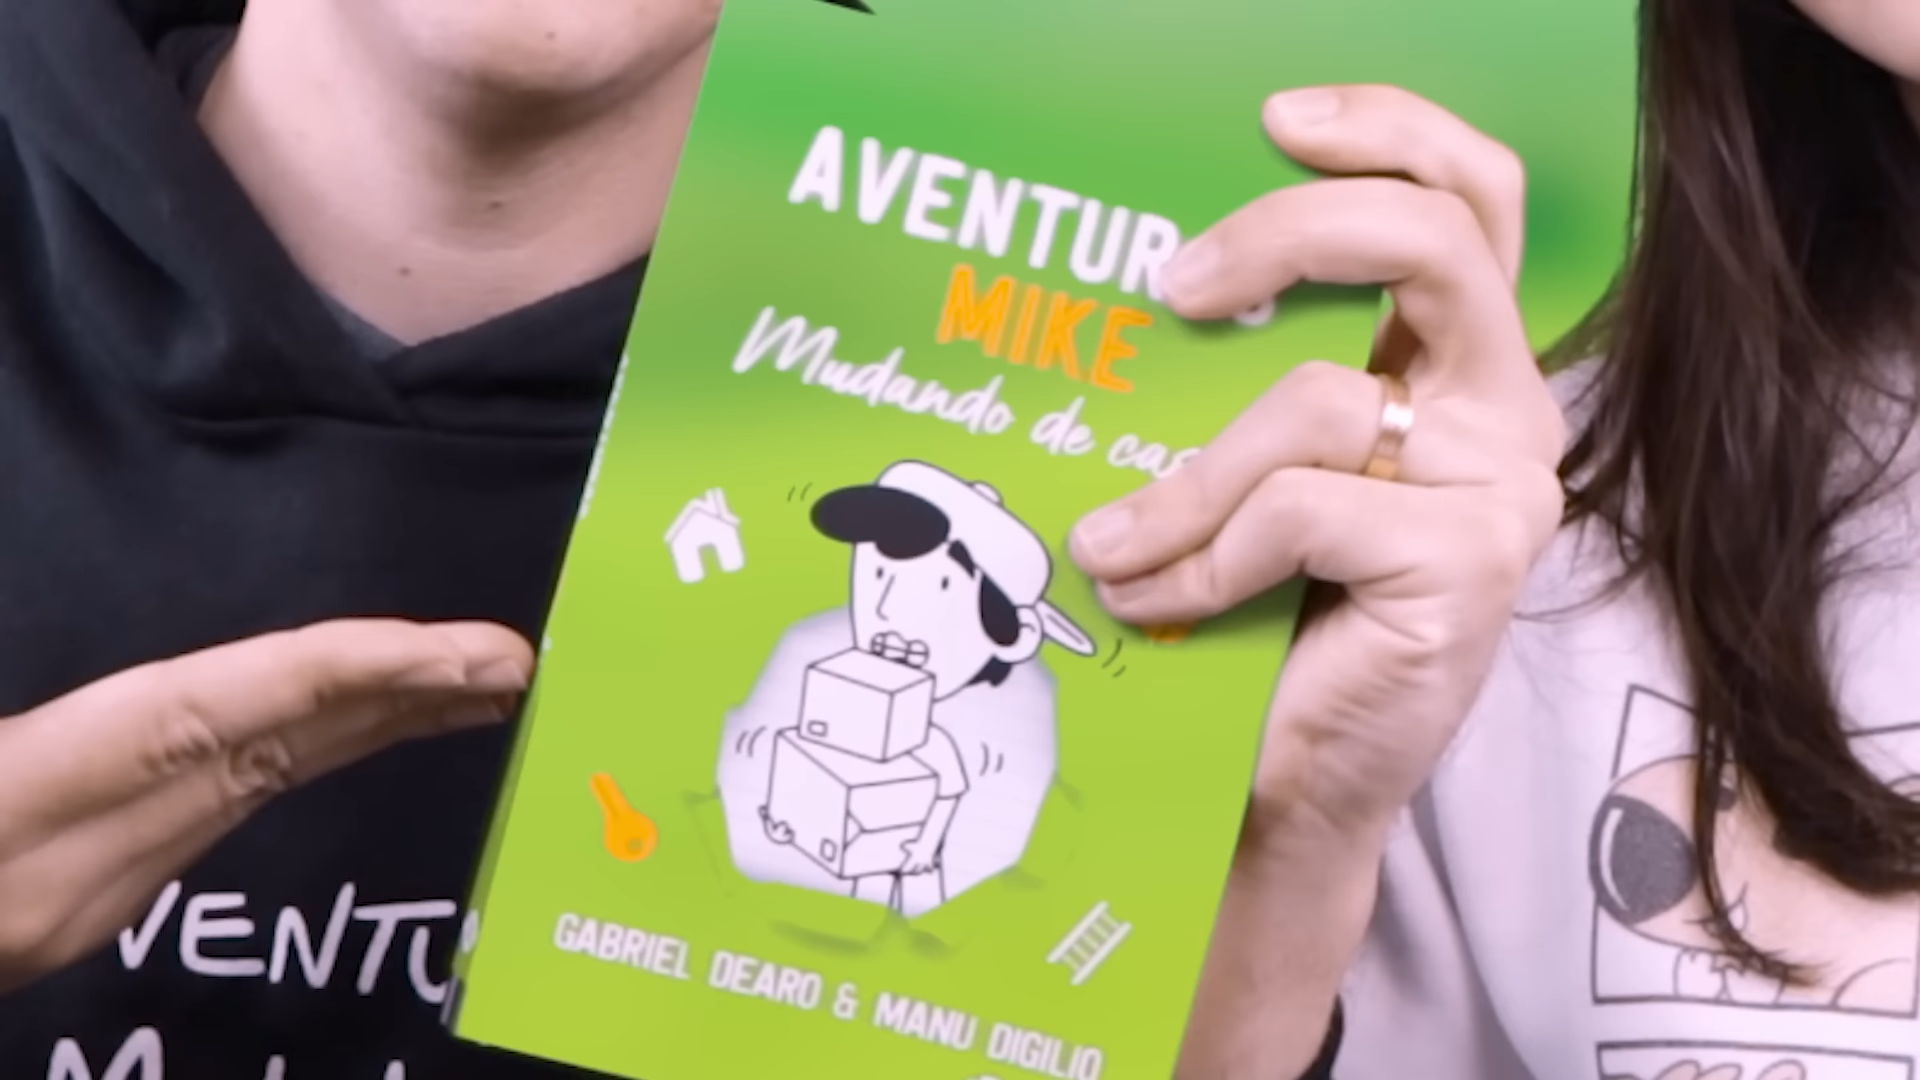 AVENTUR
MIKE
Mudando de cas
GABRIEL DEARO & MANU DIGILIO
VENTU